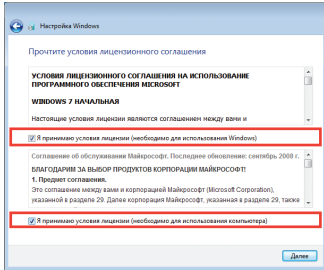 Настройка Windows
Прочтите условия лицензионного соглашения
УСЛОВИЯ ЛИЦЕНЗИОННОГО СОГЛАШЕНИЯ НА ИСПОЛЬЗОВАНИЕ
ПРОГРАММНОГО ОБЕСПЕЧЕНИЯ MICROSOFT
WINDOWS 7 НАЧАЛЬНАЯ
Настоящие условия лицензии являются соглашением между вами и
Я принимаю условия лицензии (необходимо для использования Windows)
Соглашение об обслуживании Майкрософт. Последнее обновление: сентябрь 2008 г.
БЛАГОДАРИМ ЗА ВЫБОР ПРОДУКТОВ КОРПОРАЦИИ МАЙКРОСОФТ!
1. Предмет соглашения.
Это соглашение между вами и корпорацией Майкрософт (Microsoft Corporation),
указанной в разделе 29. Далее корпорация Майкрософт, указанная в разделе 29, также
Я принимаю условия лицензии (необходимо для использования компьютера)
Далее